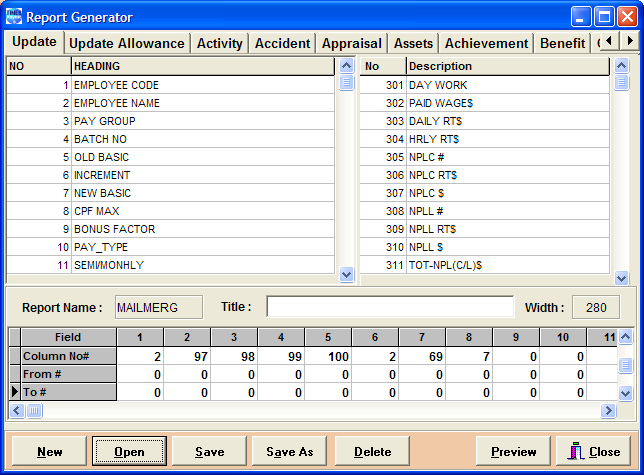 Report Generator
Update Update Allowance Activity Accident Appraisal Assets Achievement Benefit
NO HEADING No Description
1 EMPLOYEE CODE 301 DAY WORK
2 EMPLOYEE NAME 302 PAID WAGE$
3 PAY GROUP 303 DAILY RT$
4 BATCH NO 304 HRLY RT$
5 OLD BASIC 305 NPLC #
6 INCREMENT 306 NPLC RT$
7 NEW BASIC 307 NPLC $
8 CPF MAX 308 NPLL #
9 BONUS FACTOR 309 NPLL RT$
10 PAY_TYPE 310 NPLL $
11 SEMI/MONHLY 311 TOT-NPL(C/L)$
Report Name : MAILMERG Title : Width : 280
Field 1 2 3 4 5 6 7 8 9 10 11
Column No# 2 97 98 99 100 2 69 7 0 0
From # 0 0 0 0 0 0 0 0 0 0
To # 0 0 0 0 0 0 0 0 0 0
New Open Save Save As Delete Preview Close